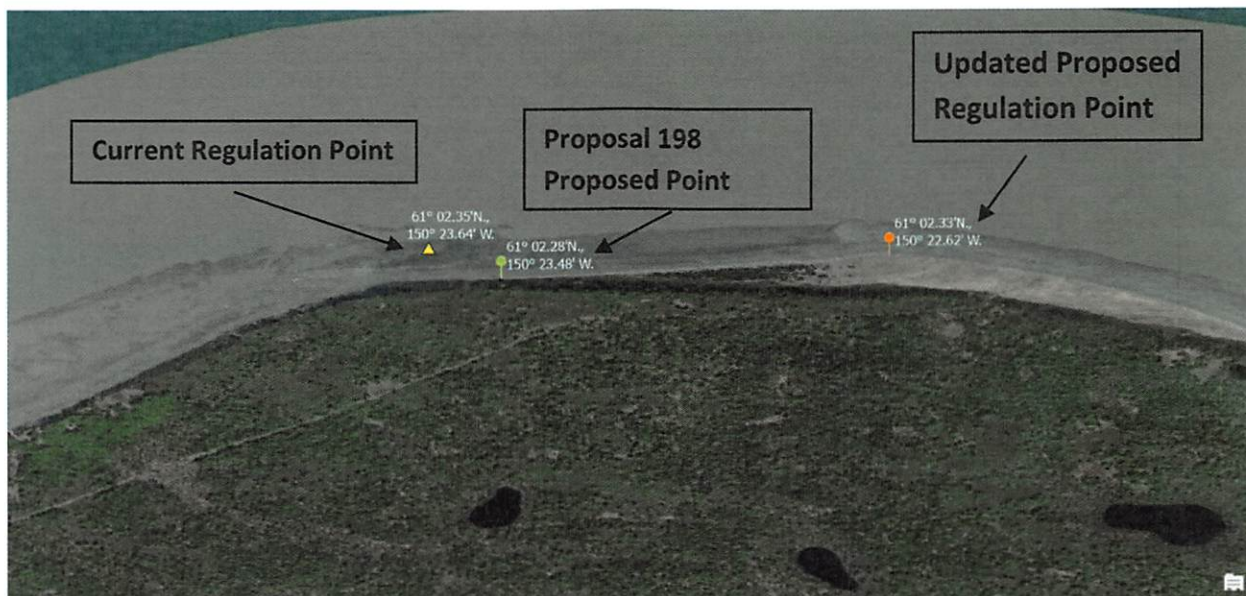 Updated Proposed
Regulation Point
Current Regulation Point
Proposal 198
Proposed Point
61° 02.35'N.,
150° 23.64' W.
61° 02.28'N.,
150° 23.48' W.
61° 02.33'N.,
150° 22.62' W.